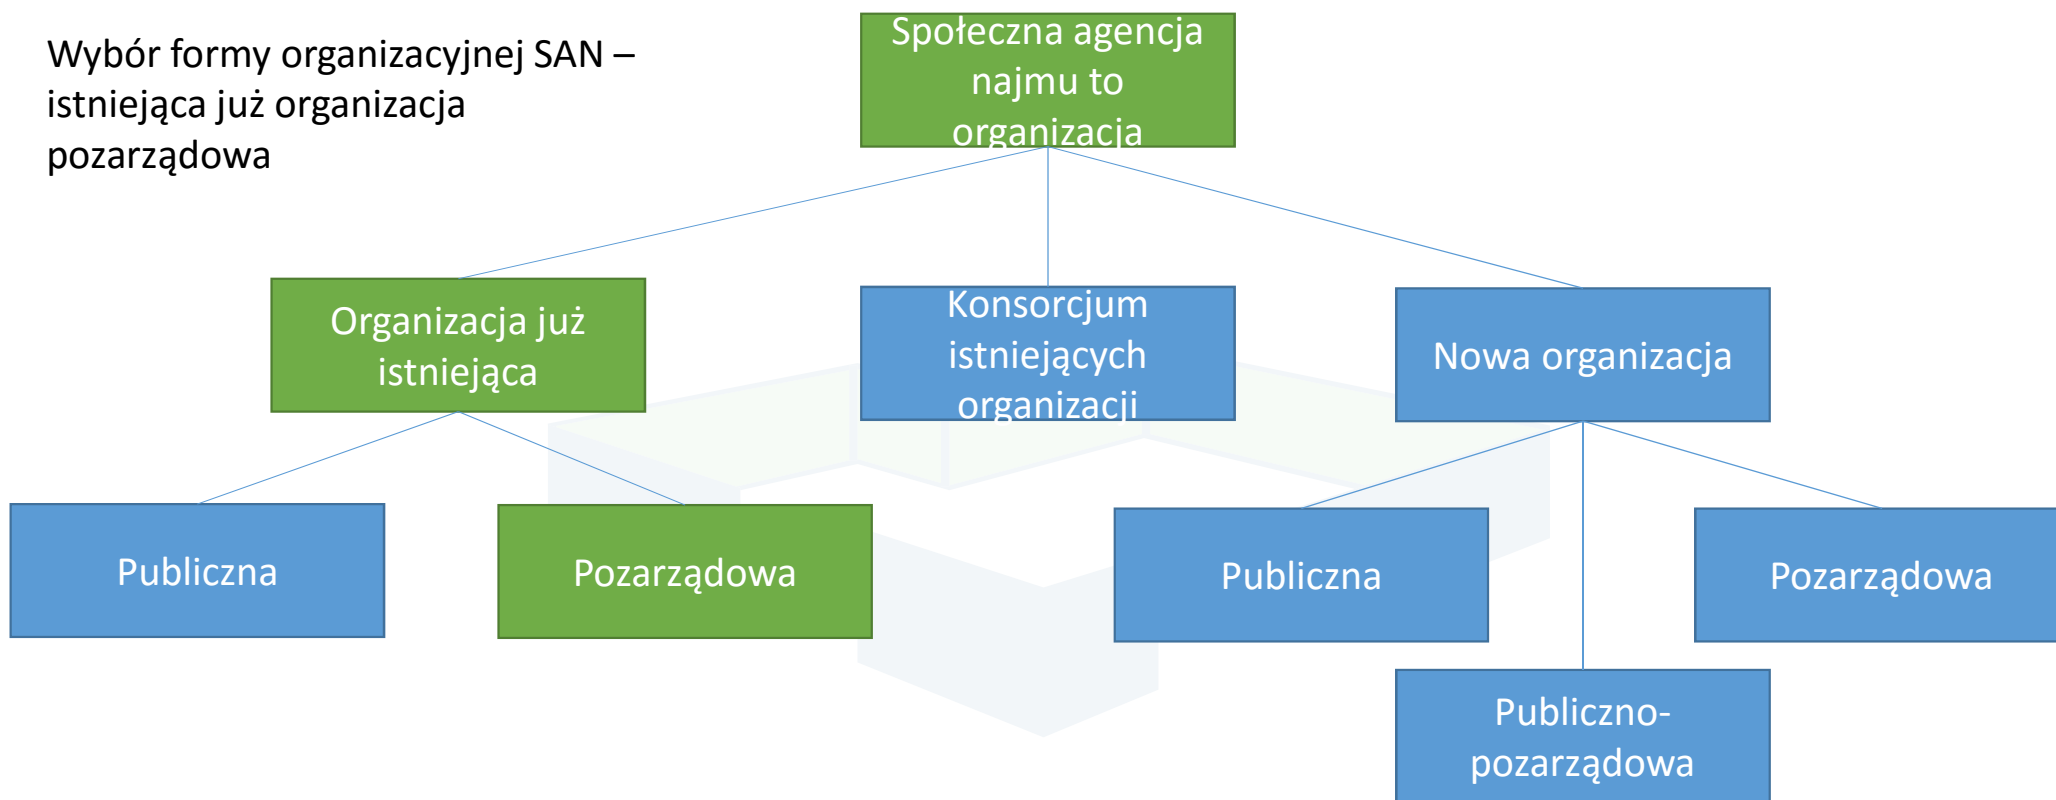 Wybór formy organizacyjnej SAN –
istniejąca już organizacja
pozarządowa
Społeczna agencja
najmu to
organizacja
Organizacja już
istniejąca
Konsorcjum
istniejących
organizacji
Nowa organizacja
Publiczna
Pozarządowa
Publiczna
Pozarządowa
Publiczno-
pozarządowa